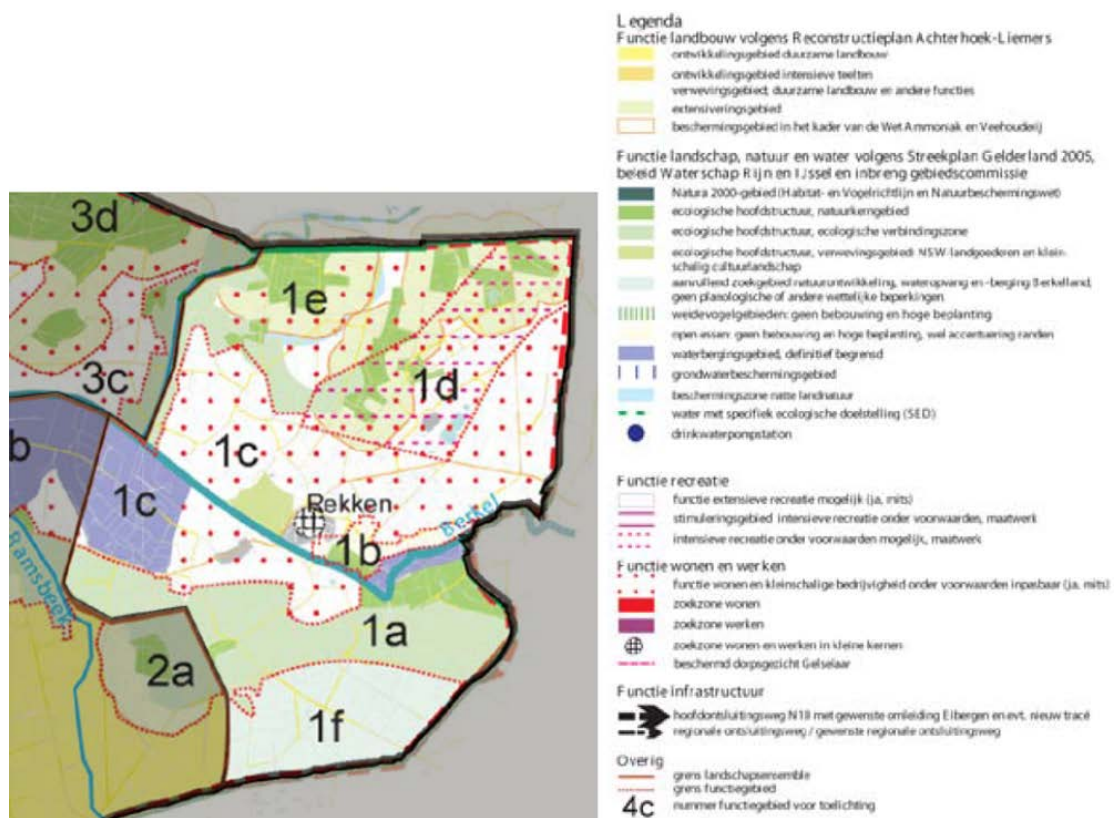 3d
1e
1d
3c
1c
b
1c
Rekken
1b
Berkel
Ramsbeek
1a
2a
1f
Legenda
Functie landbouw volgens Reconstructieplan Achterhoek-Liemers
ontwikkelingsgebied duurzame landbouw
ontwikkelingsgebied intensieve teelten
verwevingsgebied; duurzame landbouw en andere functies
extensiveringsgebied
beschermingsgebied in het kader van de Wet Ammoniak en Veehouderij
Functie landschap, natuur en water volgens Streekplan Gelderland 2005,
beleid Waterschap Rijn en IJssel en inbreng gebiedscommissie
Natura 2000-gebied (Habitat- en Vogelrichtlijn en Natuurbeschermingswet)
ecologische hoofdstructuur, natuurkerngebied
ecologische hoofdstructuur, ecologische verbindingszone
ecologische hoofdstructuur, verwevingsgebied: NSW-landgoederen en klein-
schalig cultuurlandschap
aanvullend zoekgebied natuurontwikkeling, wateropvang en -berging Berkelland,
geen planologische of andere wettelijke beperkingen
weidevogelgebieden: geen bebouwing en hoge beplanting
open essen: geen bebouwing en hoge beplanting, wel accentuering randen
waterbergingsgebied, definitief begrensd
grondwaterbeschermingsgebied
beschermingszone natte landnatuur
water met specifiek ecologische doelstelling (SED)
drinkwaterpompstation
Functie recreatie
functie extensieve recreatie mogelijk (ja, mits)
stimuleringsgebied intensieve recreatie onder voorwaarden, maatwerk
intensieve recreatie onder voorwaarden mogelijk, maatwerk
Functie wonen en werken
functie wonen en kleinschalige bedrijvigheid onder voorwaarden inpasbaar (ja, mits)
zoekzone wonen
zoekzone werken
zoekzone wonen en werken in kleine kernen
beschermd dorpsgezicht Gelselaar
Functie infrastructuur
hoofdontsluitingsweg N18 met gewenste omleiding Eibergen en evt. nieuw tracé
regionale ontsluitingsweg / gewenste regionale ontsluitingsweg
Overig
grens landschapsensemble
grens functiegebied
4c nummer functiegebied voor toelichting